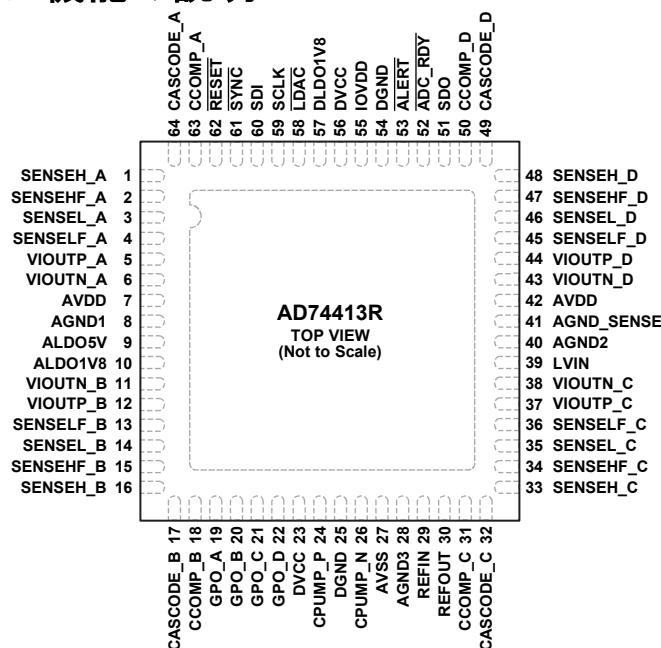 64 CASCODE_A
63 CCOMP_A
62 RESET
61 SYNC
60 SDI
59 SCLK
58 LDAC
57 DLDO1V8
56 DVCC
55 IOVDD
54 DGND
53 ALERT
52 ADC_RDY
51 SDO
50 CCOMP_D
49 CASCODE_D
SENSEH_A 1
SENSEHF_A 2
SENSEL_A 3
SENSELF_A 4
VIOUTP_A 5
VIOUTN_A 6
AVDD 7
AGND1 8
ALDO5V 9
ALDO1V8 10
VIOUTN_B 11
VIOUTP_B 12
SENSELF_B 13
SENSEL_B 14
SENSEHF_B 15
SENSEH_B 16
AD74413R
TOP VIEW
(Not to Scale)
48 SENSEH_D
47 SENSEHF_D
46 SENSEL_D
45 SENSELF_D
44 VIOUTP_D
43 VIOUTN_D
42 AVDD
41 AGND_SENSE
40 AGND2
39 LVIN
38 VIOUTN_C
37 VIOUTP_C
36 SENSELF_C
35 SENSEL_C
34 SENSEHF_C
33 SENSEH_C
CASCODE_B 17
CCOMP_B 18
GPO_A 19
GPO_B 20
GPO_C 21
GPO_D 22
DVCC 23
CPUMP_P 24
DGND 25
CPUMP_N 26
AVSS 27
AGND3 28
REFIN 29
REFOUT 30
CCOMP_C 31
CASCODE_C 32